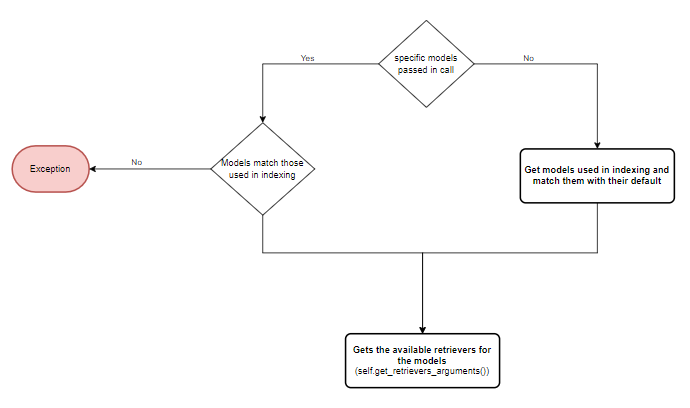 specific models
passed in call
Yes
No
Models match those
used in indexing
No
Exception
Get models used in indexing and
match them with their default
Gets the available retrievers for
the models
(self.get_retrievers_arguments())